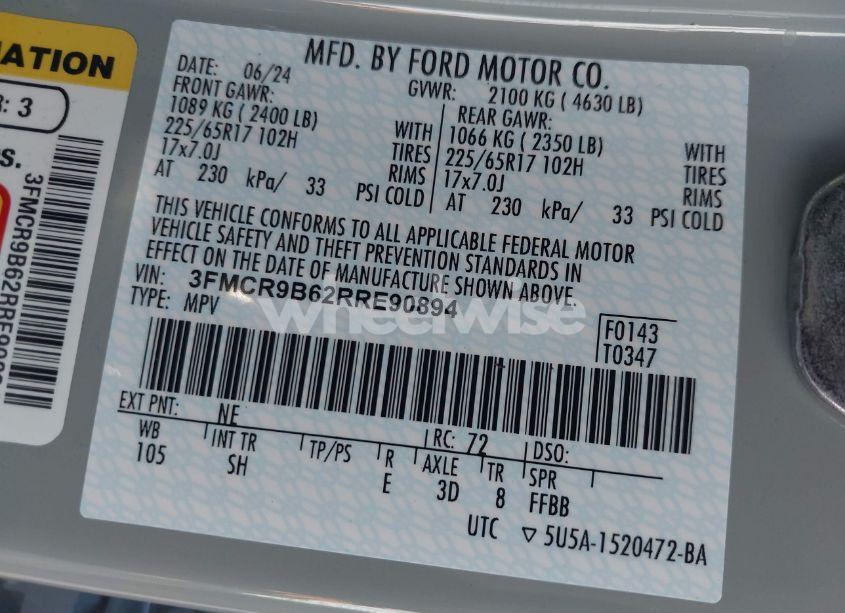 MATION
R: 3
rs.
3FMCR9B62RRE9089
MFD. BY FORD MOTOR CO.
DATE: 06/24 GVWR: 2100 KG ( 4630 LB)
FRONT GAWR: REAR GAWR:
1089 KG (2400 LB) WITH 1066 KG ( 2350 LB) WITH
225/65R17 102H TIRES 225/65R17 102H TIRES
17x7.0J RIMS 17x7.0J RIMS
AT 230 kPa/ 33 PSI COLD AT 230 kPa/ 33 PSI COLD
THIS VEHICLE CONFORMS TO ALL APPLICABLE FEDERAL MOTOR
VEHICLE SAFETY AND THEFT PREVENTION STANDARDS IN
EFFECT ON THE DATE OF MANUFACTURE SHOWN ABOVE.
VIN: 3FMCR9B62RRE90894
TYPE: MPV
wheelwise
F0143
T0347
EXT PNT: NE RC: 72 DSO:
WB INT TR TP/PS R AXLE TR SPR
105 SH E 3D 8 FFBB
UTC ▽ 5U5A-1520472-BA